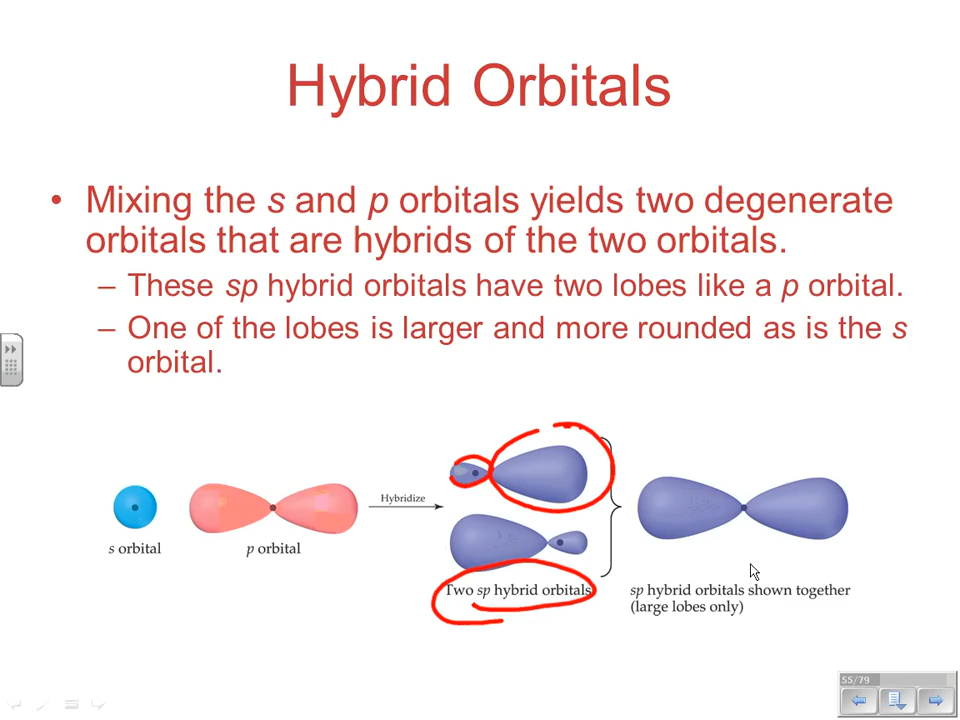 Hybrid Orbitals
• Mixing the s and p orbitals yields two degenerate
orbitals that are hybrids of the two orbitals.
– These sp hybrid orbitals have two lobes like a p orbital.
– One of the lobes is larger and more rounded as is the s
orbital.
Hybridize
s orbital
p orbital
Two sp hybrid orbitals
sp hybrid orbitals shown together
(large lobes only)
55/79